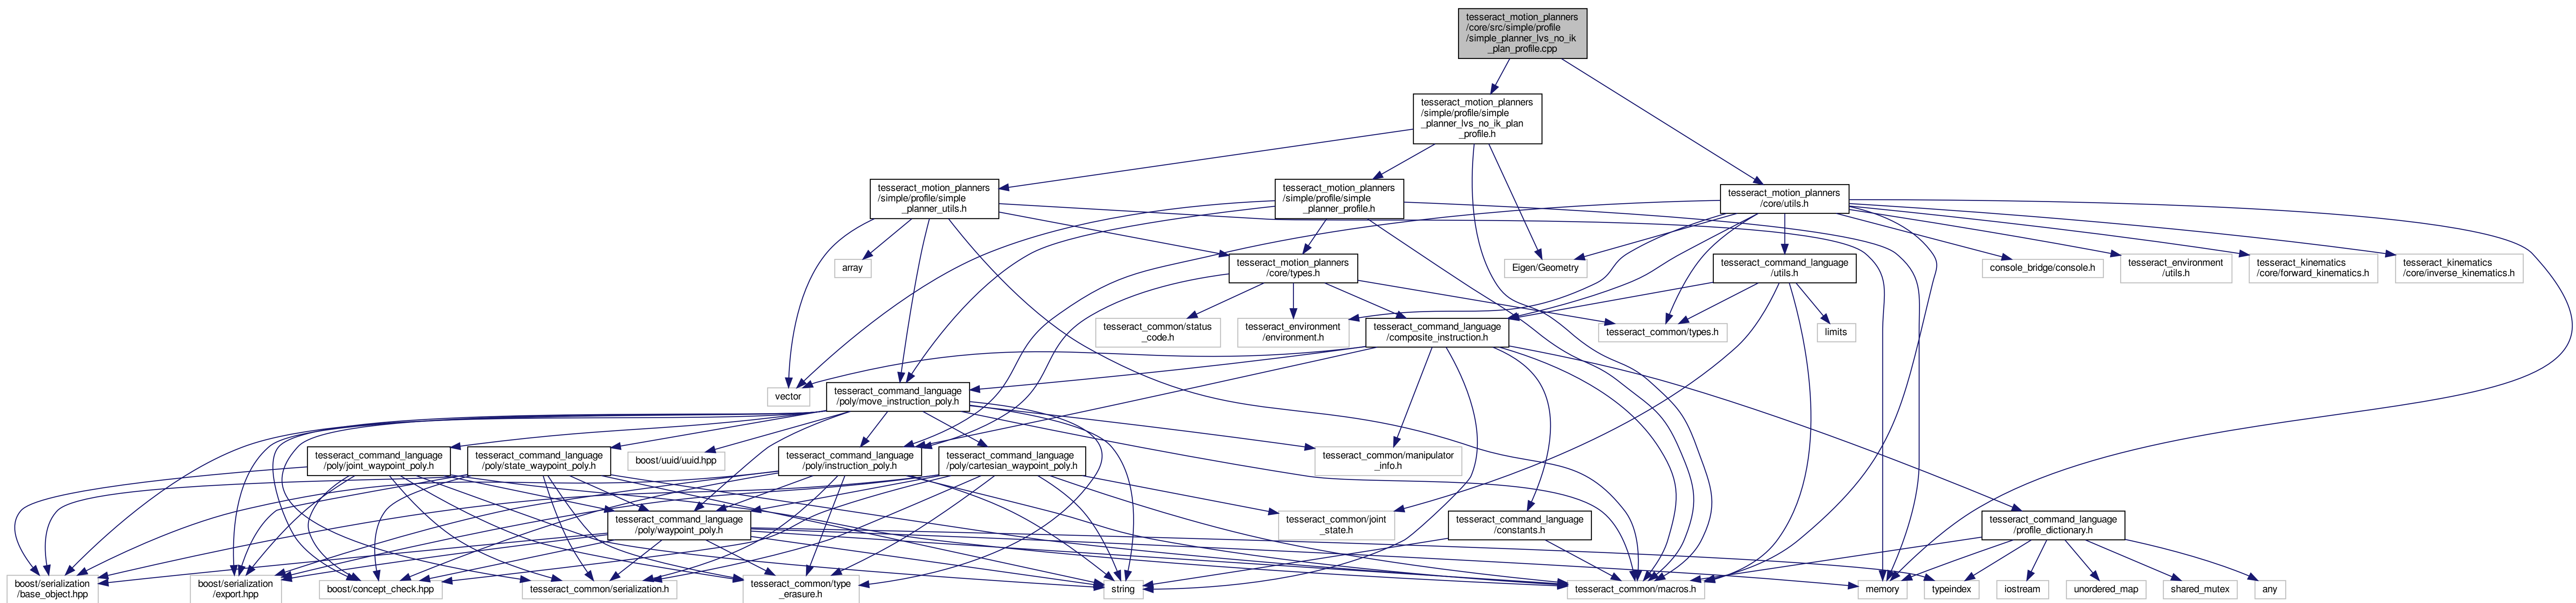 tesseract_motion_planners
/core/src/simple/profile
/simple_planner_lvs_no_ik
_plan_profile.cpp
tesseract_motion_planners
/simple/profile/simple
_planner_lvs_no_ik_plan
_profile.h
tesseract_motion_planners
/simple/profile/simple
_planner_utils.h
tesseract_motion_planners
/simple/profile/simple
_planner_profile.h
tesseract_motion_planners
/core/utils.h
array
tesseract_motion_planners
/core/types.h
Eigen/Geometry
tesseract_command_language
/utils.h
console_bridge/console.h
tesseract_environment
/utils.h
tesseract_kinematics
/core/forward_kinematics.h
tesseract_kinematics
/core/inverse_kinematics.h
tesseract_common/status
_code.h
tesseract_environment
/environment.h
tesseract_command_language
/composite_instruction.h
tesseract_common/types.h
limits
vector
tesseract_command_language
/poly/move_instruction_poly.h
tesseract_command_language
/poly/joint_waypoint_poly.h
tesseract_command_language
/poly/state_waypoint_poly.h
boost/uuid/uuid.hpp
tesseract_command_language
/poly/instruction_poly.h
tesseract_command_language
/poly/cartesian_waypoint_poly.h
tesseract_common/manipulator
_info.h
tesseract_command_language
/poly/waypoint_poly.h
tesseract_common/joint
_state.h
tesseract_command_language
/constants.h
tesseract_command_language
/profile_dictionary.h
boost/serialization
/base_object.hpp
boost/serialization
/export.hpp
boost/concept_check.hpp
tesseract_common/serialization.h
tesseract_common/type
_erasure.h
string
tesseract_common/macros.h
memory
typeindex
iostream
unordered_map
shared_mutex
any